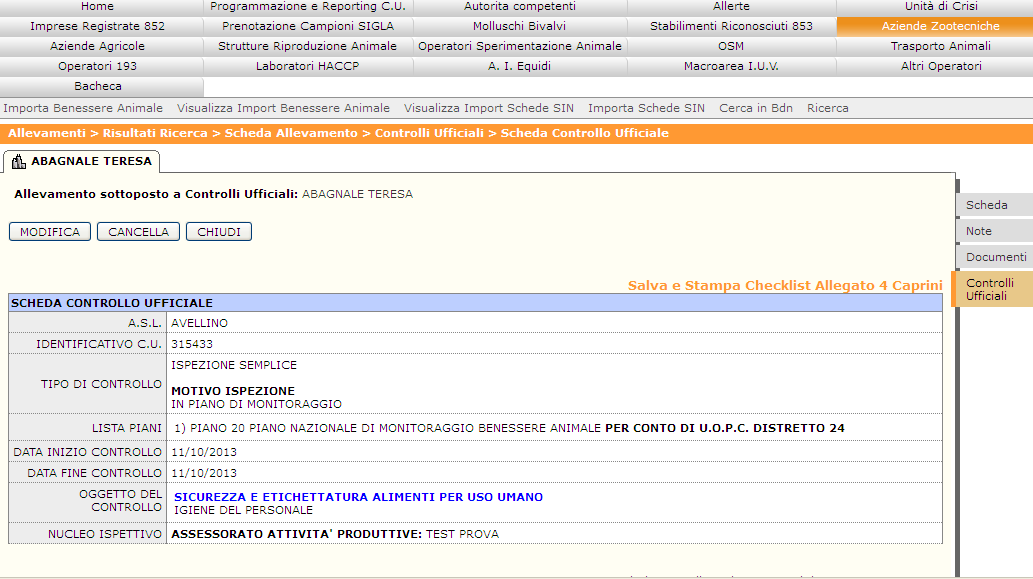 Home Programmazione e Reporting C.U. Autorita competenti Allerte Unità di Crisi
Imprese Registrate 852 Prenotazione Campioni SIGLA Molluschi Bivalvi Stabilimenti Riconosciuti 853 Aziende Zootecniche
Aziende Agricole Strutture Riproduzione Animale Operatori Sperimentazione Animale OSM Trasporto Animali
Operatori 193 Laboratori HACCP A. I. Equidi Macroarea I.U.V. Altri Operatori
Bacheca
Importa Benessere Animale Visualizza Import Benessere Animale Visualizza Import Schede SIN Importa Schede SIN Cerca in Bdn Ricerca
Allevamenti > Risultati Ricerca > Scheda Allevamento > Controlli Ufficiali > Scheda Controllo Ufficiale
ABAGNALE TERESA
Allevamento sottoposto a Controlli Ufficiali: ABAGNALE TERESA
MODIFICA CANCELLA CHIUDI
Scheda
Note
Documenti
Controlli
Ufficiali
Salva e Stampa Checklist Allegato 4 Caprini
SCHEDA CONTROLLO UFFICIALE
A.S.L. AVELLINO
IDENTIFICATIVO C.U. 315433
TIPO DI CONTROLLO ISPEZIONE SEMPLICE
MOTIVO ISPEZIONE
IN PIANO DI MONITORAGGIO
LISTA PIANI 1) PIANO 20 PIANO NAZIONALE DI MONITORAGGIO BENESSERE ANIMALE PER CONTO DI U.O.P.C. DISTRETTO 24
DATA INIZIO CONTROLLO 11/10/2013
DATA FINE CONTROLLO 11/10/2013
OGGETTO DEL CONTROLLO SICUREZZA E ETICHETTATURA ALIMENTI PER USO UMANO
IGIENE DEL PERSONALE
NUCLEO ISPETTIVO ASSESSORATO ATTIVITA' PRODUTTIVE: TEST PROVA